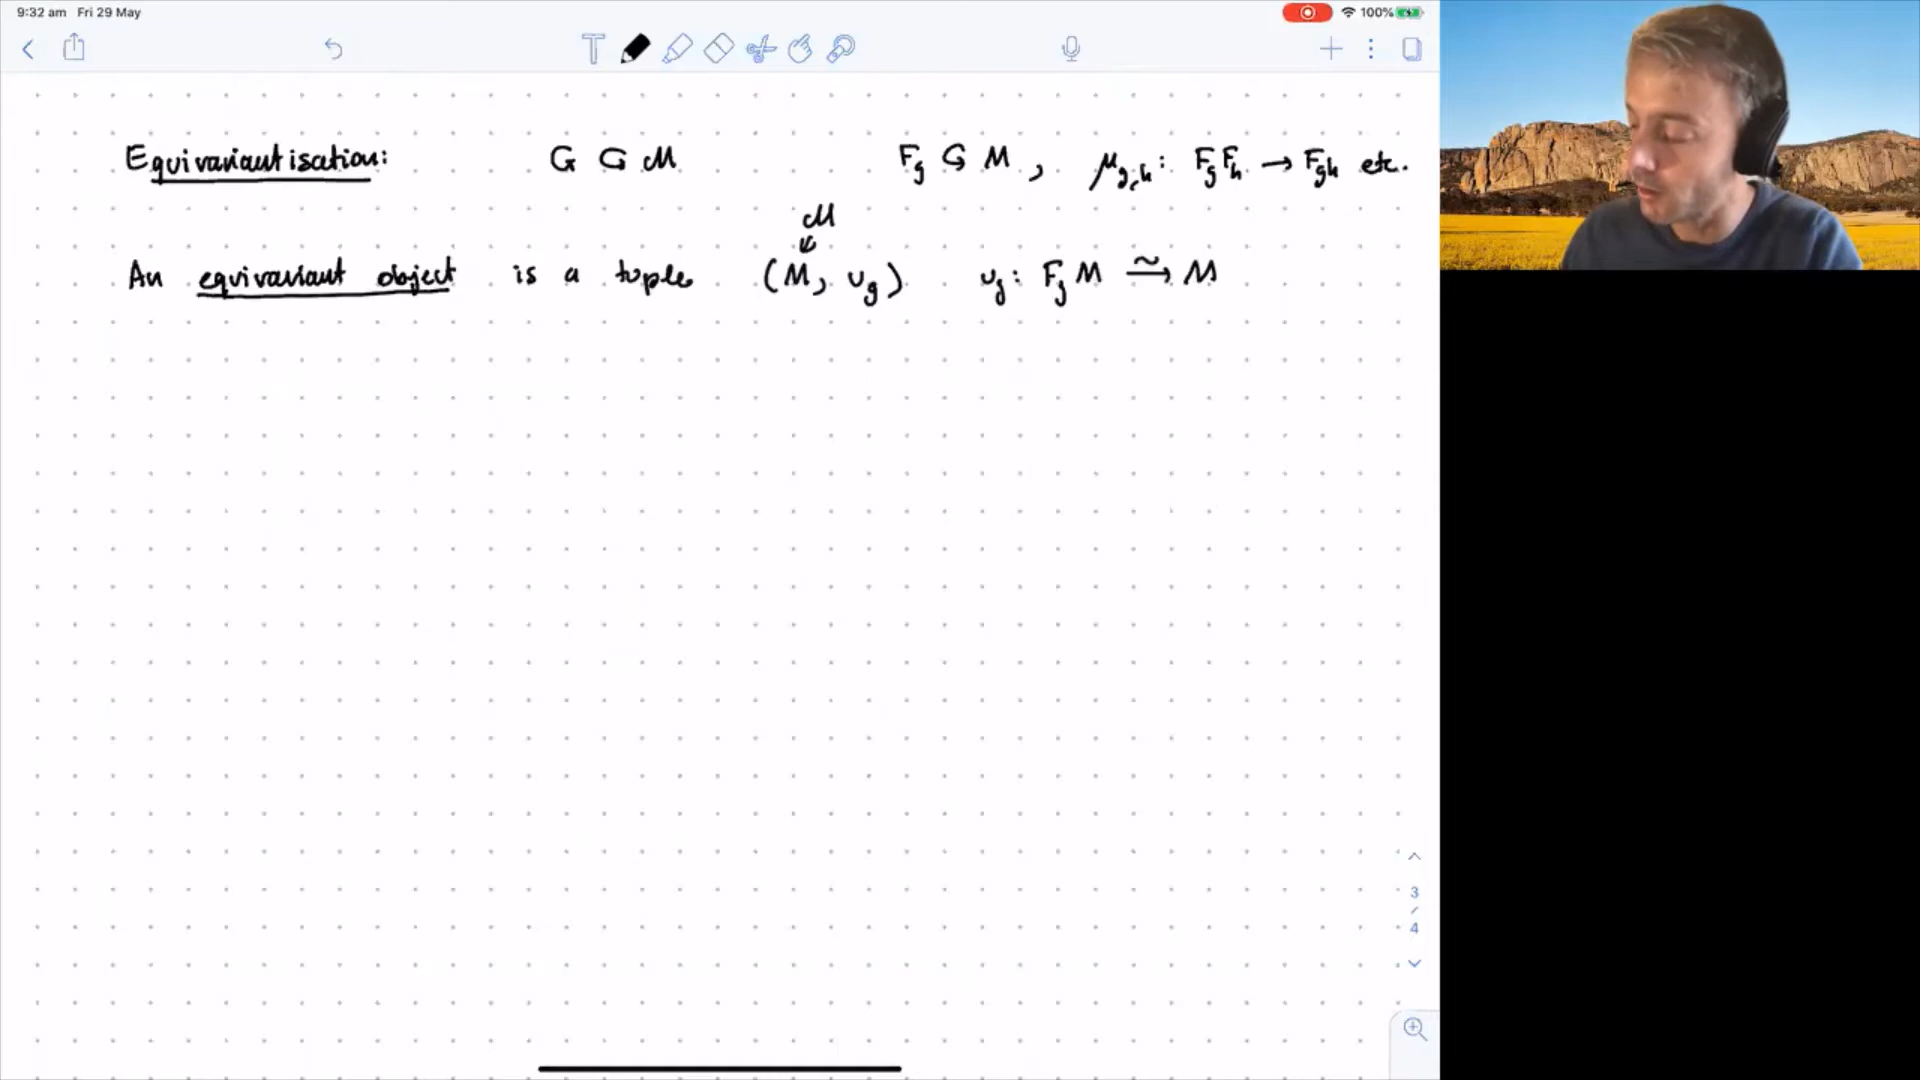 9:32 am Fri 29 May 100%
Equivariantisation: G G M F_g G M, μ_{g,h}: F_g F_h → F_{gh} etc.
M
An equivariant object is a tuple (M, u_g) u_g: F_g M ⥲ M
3
/
4